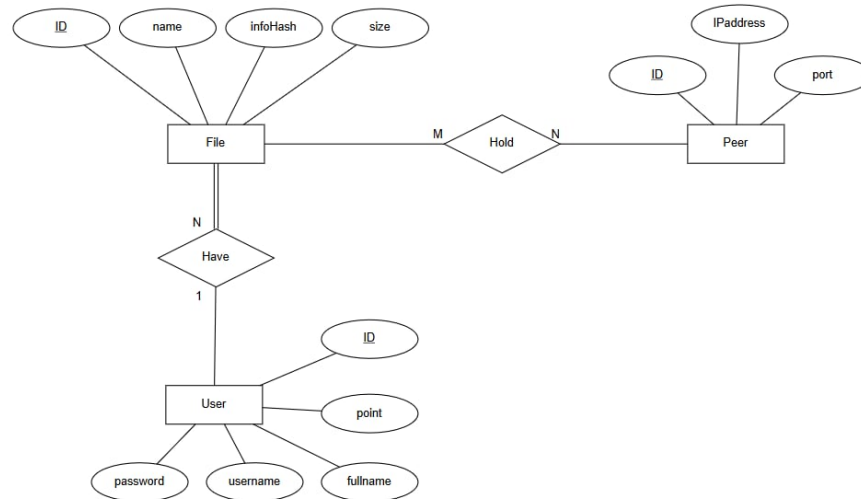 IPaddress
ID
name
infoHash
size
ID
port
File
M
Hold
N
Peer
N
Have
1
ID
User
point
password
username
fullname